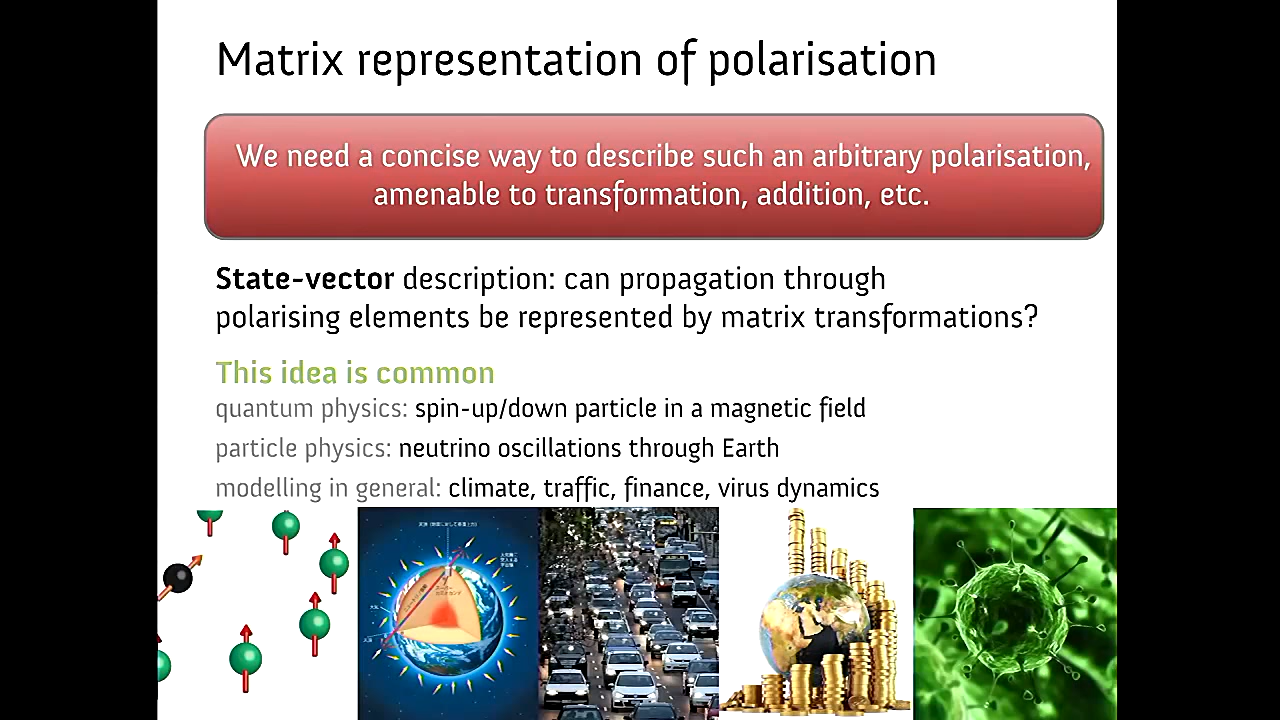 Matrix representation of polarisation
We need a concise way to describe such an arbitrary polarisation,
amenable to transformation, addition, etc.
State-vector description: can propagation through
polarising elements be represented by matrix transformations?
This idea is common
quantum physics: spin-up/down particle in a magnetic field
particle physics: neutrino oscillations through Earth
modelling in general: climate, traffic, finance, virus dynamics